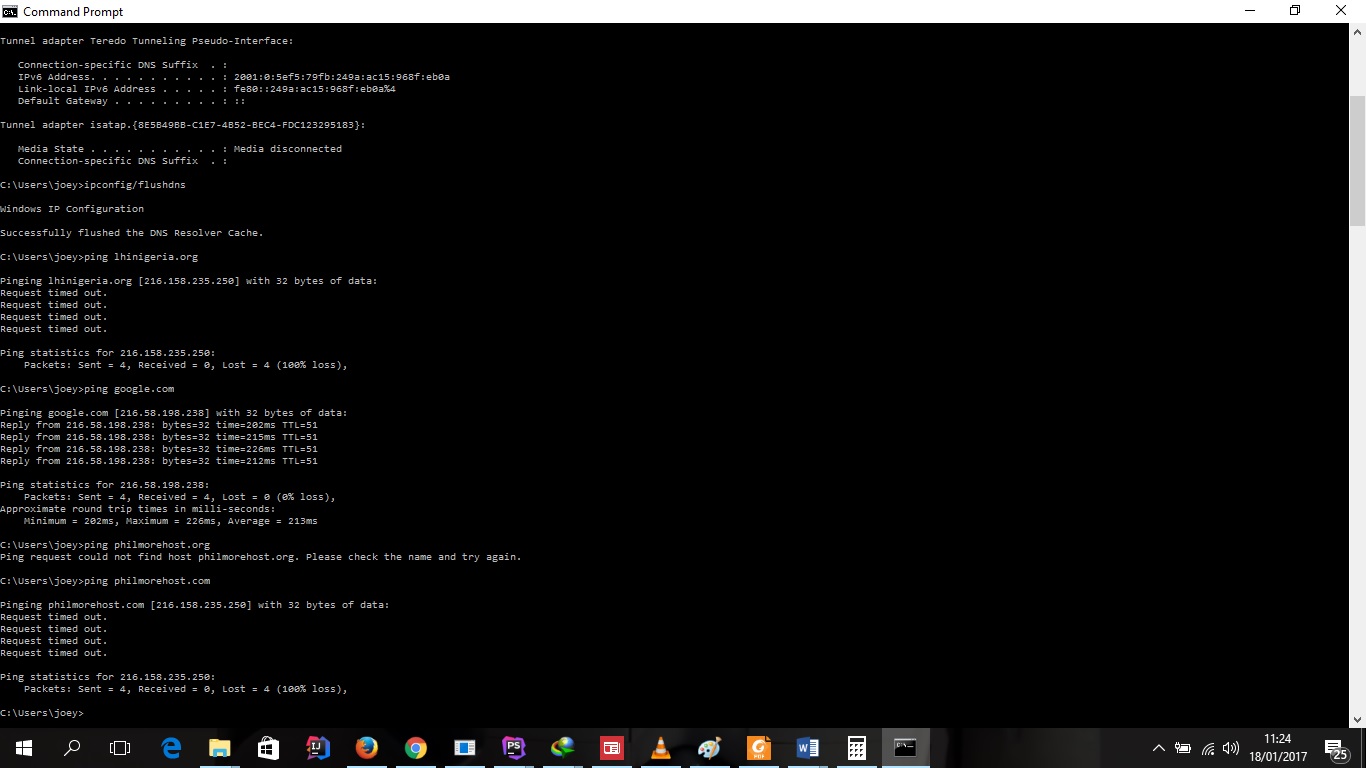 Command Prompt
Tunnel adapter Teredo Tunneling Pseudo-Interface:
Connection-specific DNS Suffix  . :
IPv6 Address. . . . . . . . . . . : 2001:0:5ef5:79fb:249a:ac15:968f:eb0a
Link-local IPv6 Address . . . . . : fe80::249a:ac15:968f:eb0a%4
Default Gateway . . . . . . . . . : ::
Tunnel adapter isatap.{8E5B49BB-C1E7-4B52-BEC4-FDC123295183}:
Media State . . . . . . . . . . . : Media disconnected
Connection-specific DNS Suffix  . :
C:\Users\joey>ipconfig/flushdns
Windows IP Configuration
Successfully flushed the DNS Resolver Cache.
C:\Users\joey>ping lhinigeria.org
Pinging lhinigeria.org [216.158.235.250] with 32 bytes of data:
Request timed out.
Request timed out.
Request timed out.
Request timed out.
Ping statistics for 216.158.235.250:
Packets: Sent = 4, Received = 0, Lost = 4 (100% loss),
C:\Users\joey>ping google.com
Pinging google.com [216.58.198.238] with 32 bytes of data:
Reply from 216.58.198.238: bytes=32 time=202ms TTL=51
Reply from 216.58.198.238: bytes=32 time=215ms TTL=51
Reply from 216.58.198.238: bytes=32 time=226ms TTL=51
Reply from 216.58.198.238: bytes=32 time=212ms TTL=51
Ping statistics for 216.58.198.238:
Packets: Sent = 4, Received = 4, Lost = 0 (0% loss),
Approximate round trip times in milli-seconds:
Minimum = 202ms, Maximum = 226ms, Average = 213ms
C:\Users\joey>ping philmorehost.org
Ping request could not find host philmorehost.org. Please check the name and try again.
C:\Users\joey>ping philmorehost.com
Pinging philmorehost.com [216.158.235.250] with 32 bytes of data:
Request timed out.
Request timed out.
Request timed out.
Request timed out.
Ping statistics for 216.158.235.250:
Packets: Sent = 4, Received = 0, Lost = 4 (100% loss),
C:\Users\joey>
11:24
18/01/2017
25